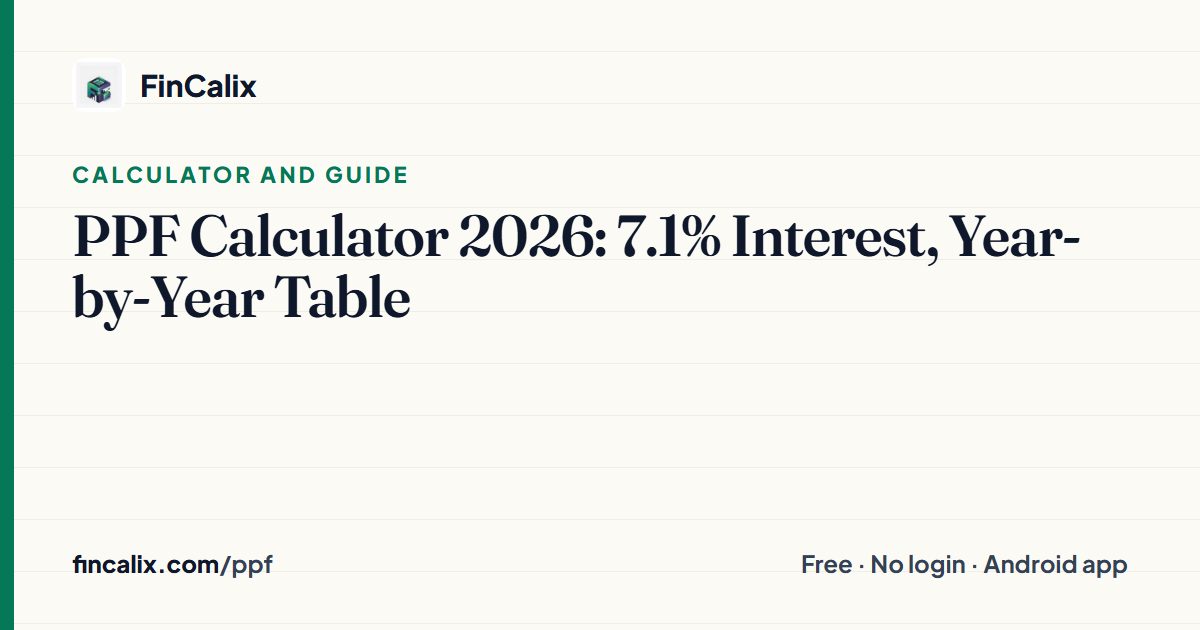 FinCalix
CALCULATOR AND GUIDE
PPF Calculator 2026: 7.1% Interest, Year-
by-Year Table
fincalix.com/ppf
Free · No login · Android app